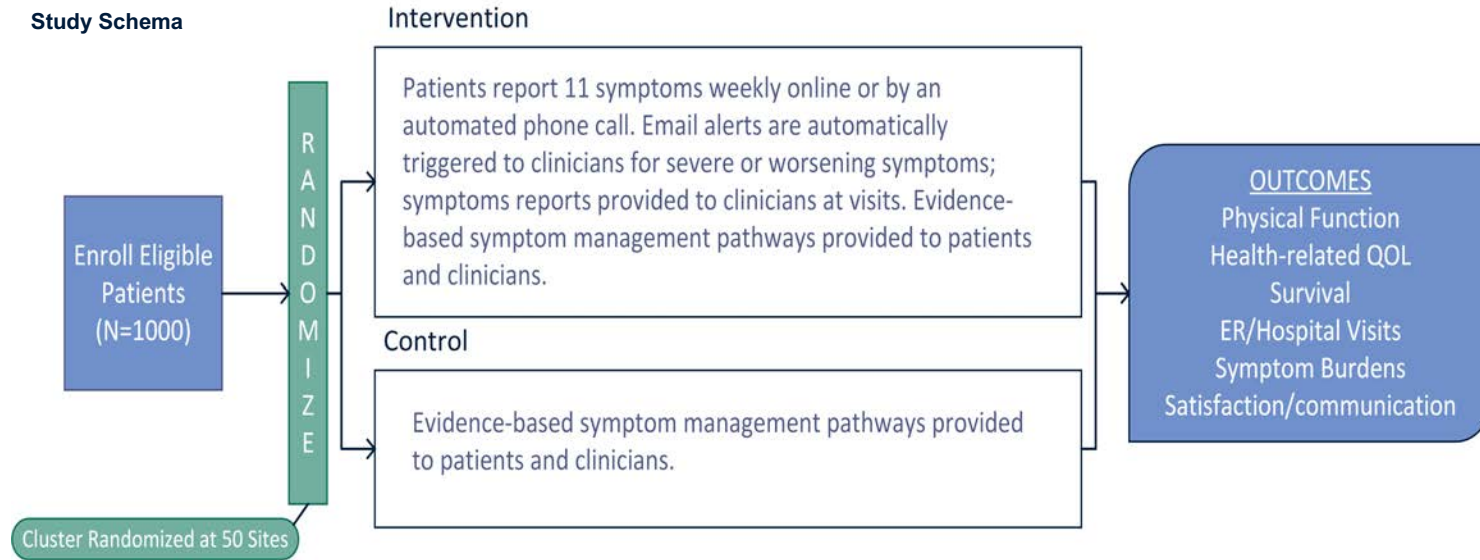 Study Schema
Enroll Eligible
Patients
(N=1000)
RANDOMIZE
Cluster Randomized at 50 Sites
Intervention
Patients report 11 symptoms weekly online or by an
automated phone call. Email alerts are automatically
triggered to clinicians for severe or worsening symptoms;
symptoms reports provided to clinicians at visits. Evidence-
based symptom management pathways provided to patients
and clinicians.
Control
Evidence-based symptom management pathways provided
to patients and clinicians.
OUTCOMES
Physical Function
Health-related QOL
Survival
ER/Hospital Visits
Symptom Burdens
Satisfaction/communication